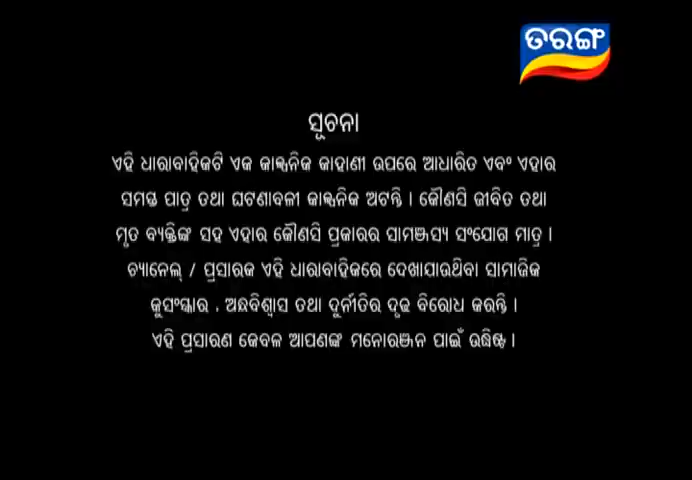 ତରଙ୍ଗ
ସୂଚନା
ଏହି ଧାରାବାହିକଟି ଏକ କାଳ୍ପନିକ କାହାଣୀ ଉପରେ ଆଧାରିତ ଏବଂ ଏହାର
ସମସ୍ତ ପାତ୍ର ତଥା ଘଟଣାବଳୀ କାଳ୍ପନିକ ଅଟନ୍ତି । କୌଣସି ଜୀବିତ ତଥା
ମୃତ ବ୍ୟକ୍ତିଙ୍କ ସହ ଏହାର କୌଣସି ପ୍ରକାରର ସାମଞ୍ଜସ୍ୟ ସଂଯୋଗ ମାତ୍ର ।
ଚ୍ୟାନେଲ୍ / ପ୍ରସାରକ ଏହି ଧାରାବାହିକରେ ଦେଖାଯାଉଥିବା ସାମାଜିକ
କୁସଂସ୍କାର , ଅନ୍ଧବିଶ୍ୱାସ ତଥା ଦୁର୍ନୀତିର ଦୃଢ ବିରୋଧ କରନ୍ତି ।
ଏହି ପ୍ରସାରଣ କେବଳ ଆପଣଙ୍କ ମନୋରଞ୍ଜନ ପାଇଁ ଉଦ୍ଧିଷ୍ଟ ।